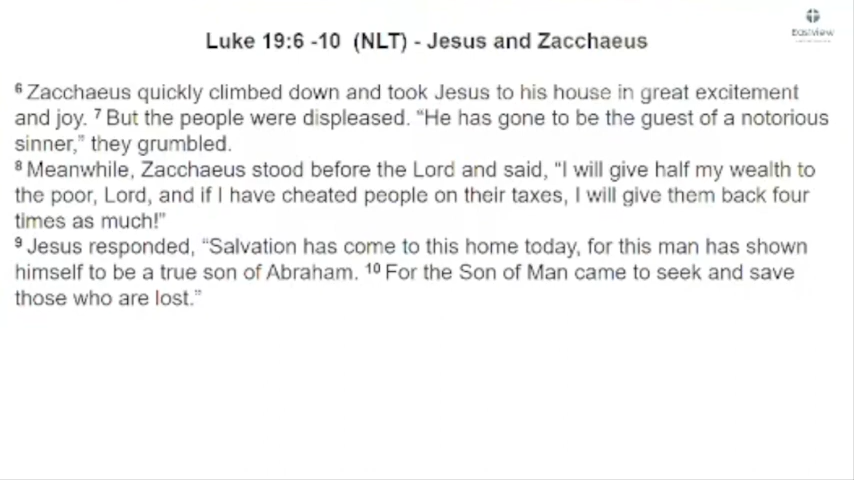 Luke 19:6 -10 (NLT) - Jesus and Zacchaeus
Eastview
6 Zacchaeus quickly climbed down and took Jesus to his house in great excitement
and joy. 7 But the people were displeased. “He has gone to be the guest of a notorious
sinner,” they grumbled.
8 Meanwhile, Zacchaeus stood before the Lord and said, “I will give half my wealth to
the poor, Lord, and if I have cheated people on their taxes, I will give them back four
times as much!”
9 Jesus responded, “Salvation has come to this home today, for this man has shown
himself to be a true son of Abraham. 10 For the Son of Man came to seek and save
those who are lost.”